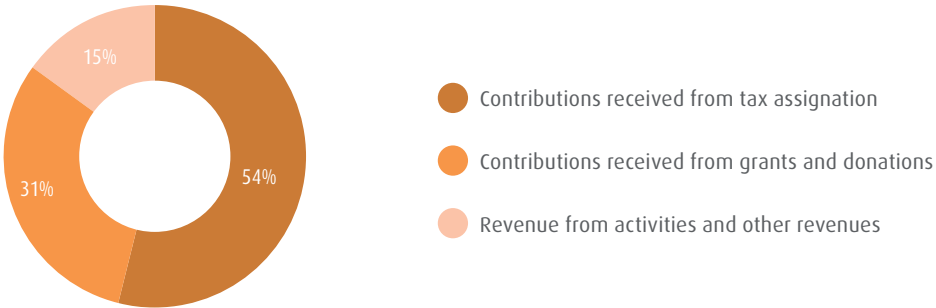 15%
Contributions received from tax assignation
Contributions received from grants and donations
54%
31%
Revenue from activities and other revenues